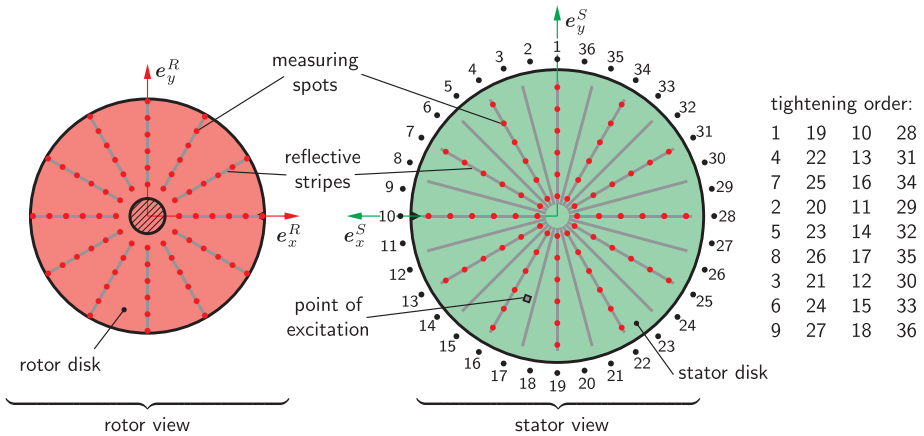 e_y^R
measuring
spots
reflective
stripes
e_x^R
rotor disk
rotor view
e_y^S
1
2
3
4
5
6
7
8
9
10
11
12
13
14
15
16
17
18
19
20
21
22
23
24
25
26
27
28
29
30
31
32
33
34
35
36
e_x^S
point of
excitation
stator disk
stator view
tightening order:
1 19 10 28
4 22 13 31
7 25 16 34
2 20 11 29
5 23 14 32
8 26 17 35
3 21 12 30
6 24 15 33
9 27 18 36